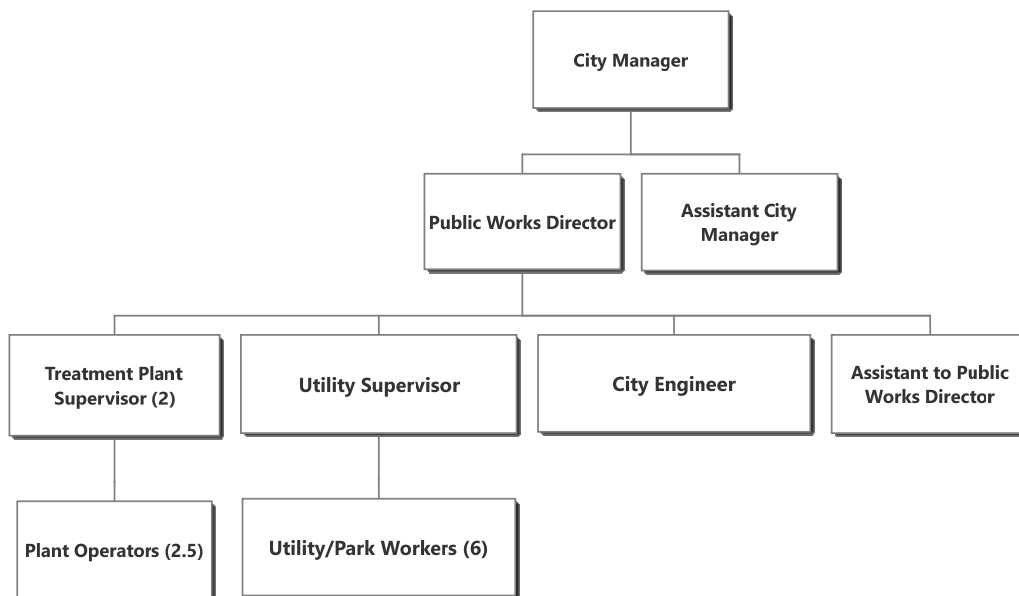 City Manager
Public Works Director
Assistant City
Manager
Treatment Plant
Supervisor (2)
Utility Supervisor
City Engineer
Assistant to Public
Works Director
Plant Operators (2.5)
Utility/Park Workers (6)